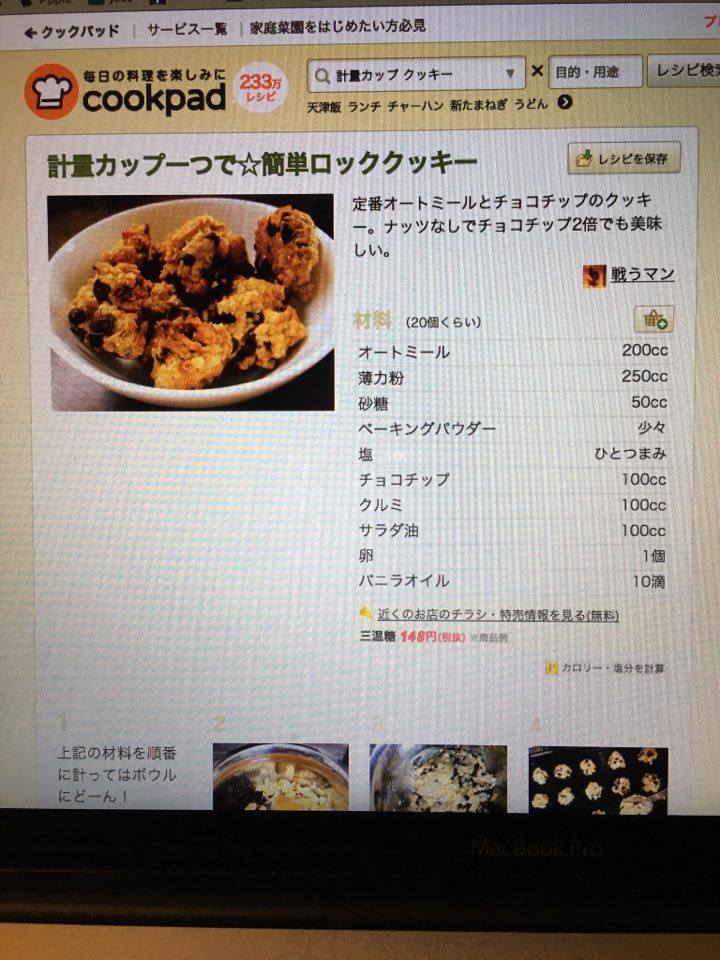 Apple
クックパッド
サービス一覧
家庭菜園をはじめたい方必見
毎日の料理を楽しみに
cookpad
233万
レシピ
計量カップ クッキー
目的・用途
レシピ検索
天津飯 ランチ チャーハン 新たまねぎ うどん
計量カップ一つで☆簡単ロッククッキー
レシピを保存
定番オートミールとチョコチップのクッキ
ー。ナッツなしでチョコチップ2倍でも美味
しい。
戦うマン
材料 (20個くらい)
オートミール 200cc
薄力粉 250cc
砂糖 50cc
ベーキングパウダー 少々
塩 ひとつまみ
チョコチップ 100cc
クルミ 100cc
サラダ油 100cc
卵 1個
バニラオイル 10滴
近くのお店のチラシ・特売情報を見る(無料)
三温糖 148円(税抜) ※商品例
カロリー・塩分を計算
1 2 3 4
上記の材料を順番
に計ってはボウル
にどーん！
MacBook Pro